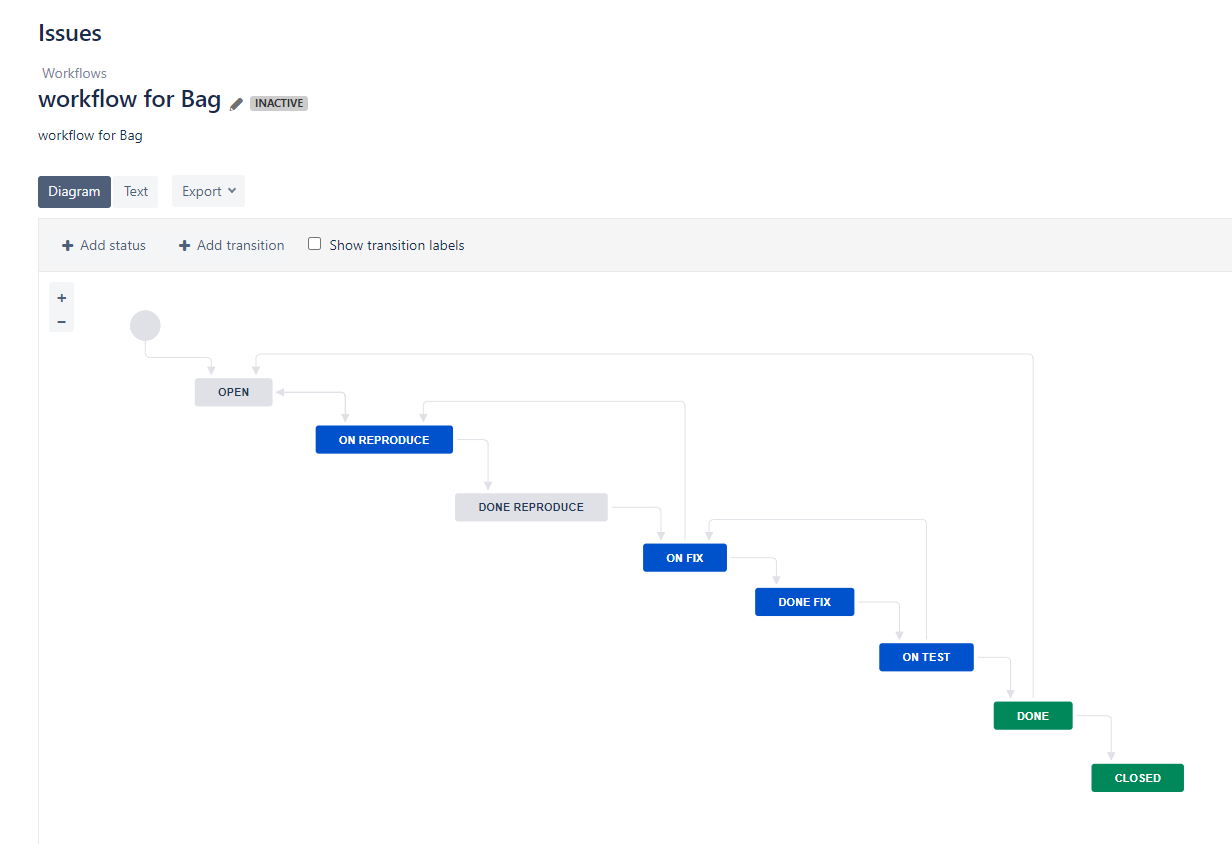 Issues
Workflows
workflow for Bag INACTIVE
workflow for Bag
Diagram Text Export
+ Add status + Add transition Show transition labels
+
−
OPEN
ON REPRODUCE
DONE REPRODUCE
ON FIX
DONE FIX
ON TEST
DONE
CLOSED